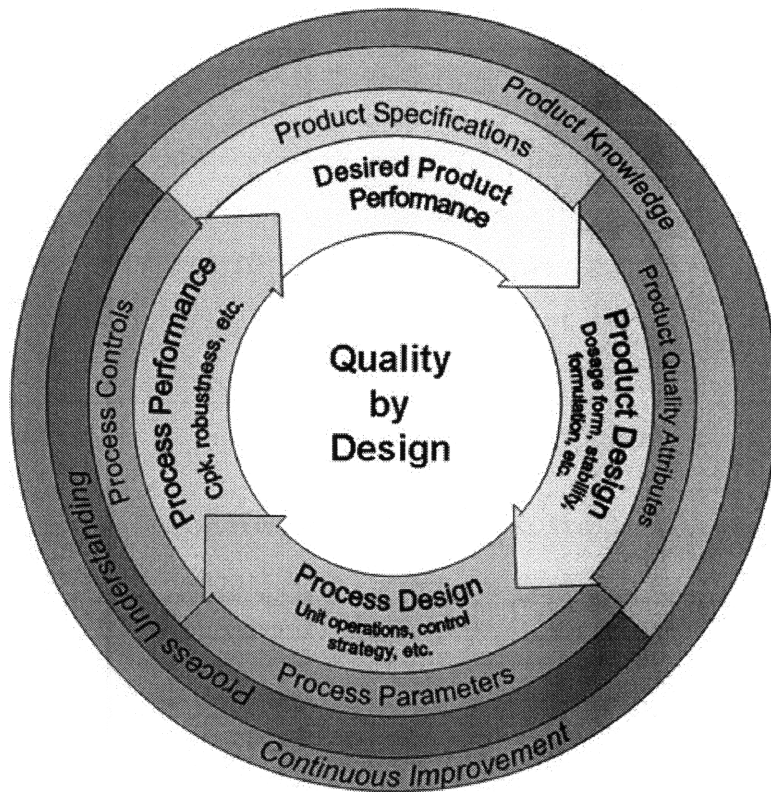 Product Knowledge
Product Specifications
Desired Product
Performance
Product Quality Attributes
Product Design
Dosage form, stability,
formulation, etc.
Quality
by
Design
Process Performance
Cpk, robustness, etc.
Process Controls
Process Understanding
Process Design
Unit operations, control
strategy, etc.
Process Parameters
Continuous Improvement